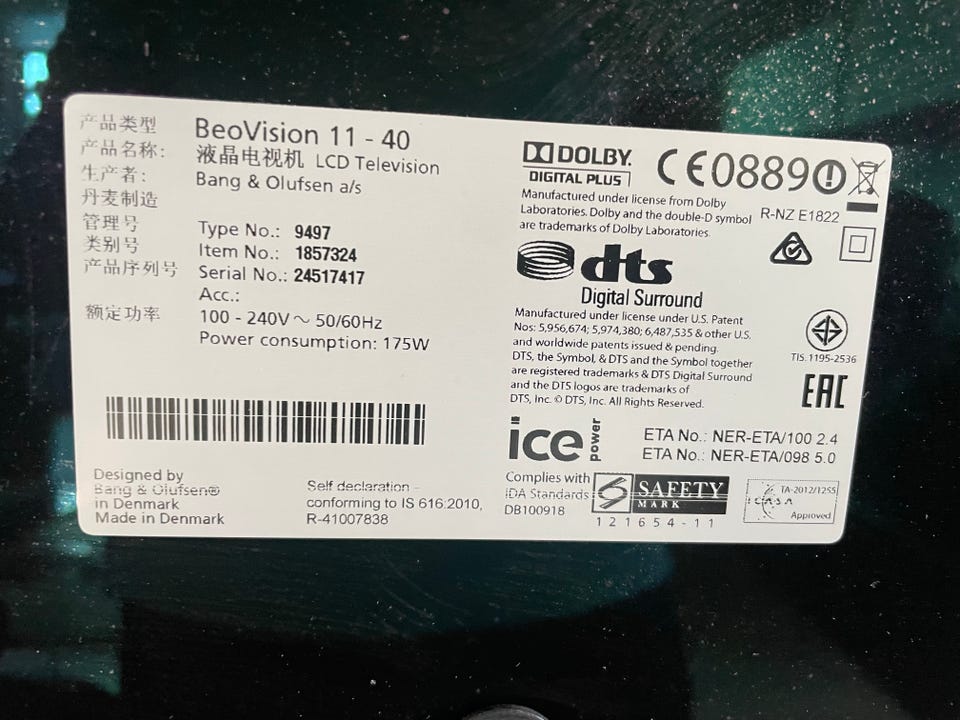 产品类型 BeoVision 11 - 40
产品名称: 液晶电视机 LCD Television
生产者: Bang & Olufsen a/s
丹麦制造
管理号 Type No.: 9497
类别号 Item No.: 1857324
产品序列号 Serial No.: 24517417
Acc.:
额定功率 100 - 240V ~ 50/60Hz
Power consumption: 175W
Designed by
Bang & Olufsen®
in Denmark
Made in Denmark
Self declaration -
conforming to IS 616:2010,
R-41007838
DOLBY.
DIGITAL PLUS
Manufactured under license from Dolby
Laboratories. Dolby and the double-D symbol
are trademarks of Dolby Laboratories.
CE0889
R-NZ E1822
dts
Digital Surround
Manufactured under license under U.S. Patent
Nos: 5,956,674; 5,974,380; 6,487,535 & other U.S.
and worldwide patents issued & pending.
DTS, the Symbol, & DTS and the Symbol together
are registered trademarks & DTS Digital Surround
and the DTS logos are trademarks of
DTS, Inc. © DTS, Inc. All Rights Reserved.
TIS.1195-2536
EAC
ice power
ETA No.: NER-ETA/100 2.4
ETA No.: NER-ETA/098 5.0
Complies with
IDA Standards
DB100918
SAFETY
MARK
121654-11
TA-2012/1255
ICASA
Approved